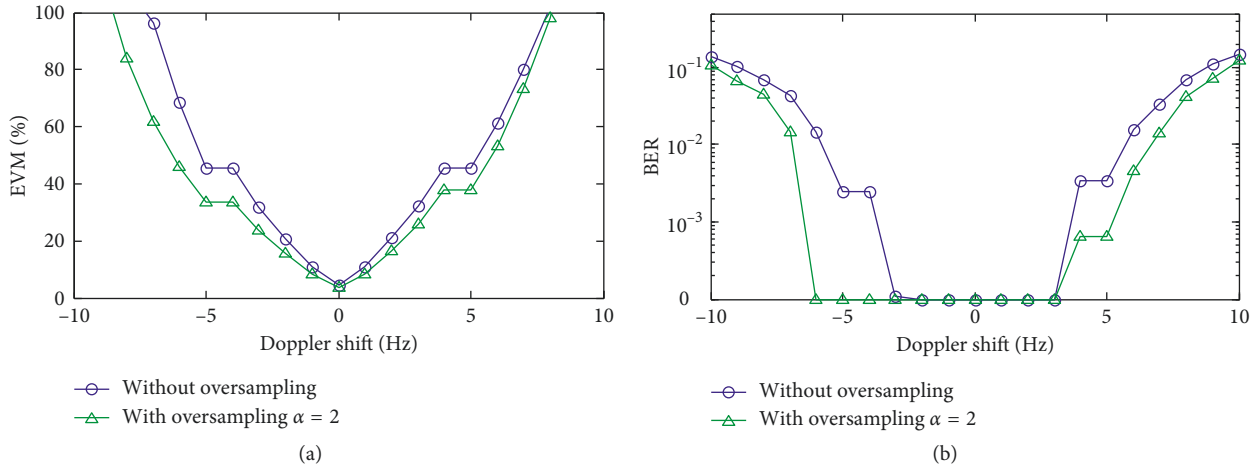 100
80
60
40
20
0
EVM (%)
−10
−5
0
5
10
Doppler shift (Hz)
Without oversampling
With oversampling α = 2
(a)
10−1
10−2
10−3
0
BER
−10
−5
0
5
10
Doppler shift (Hz)
Without oversampling
With oversampling α = 2
(b)